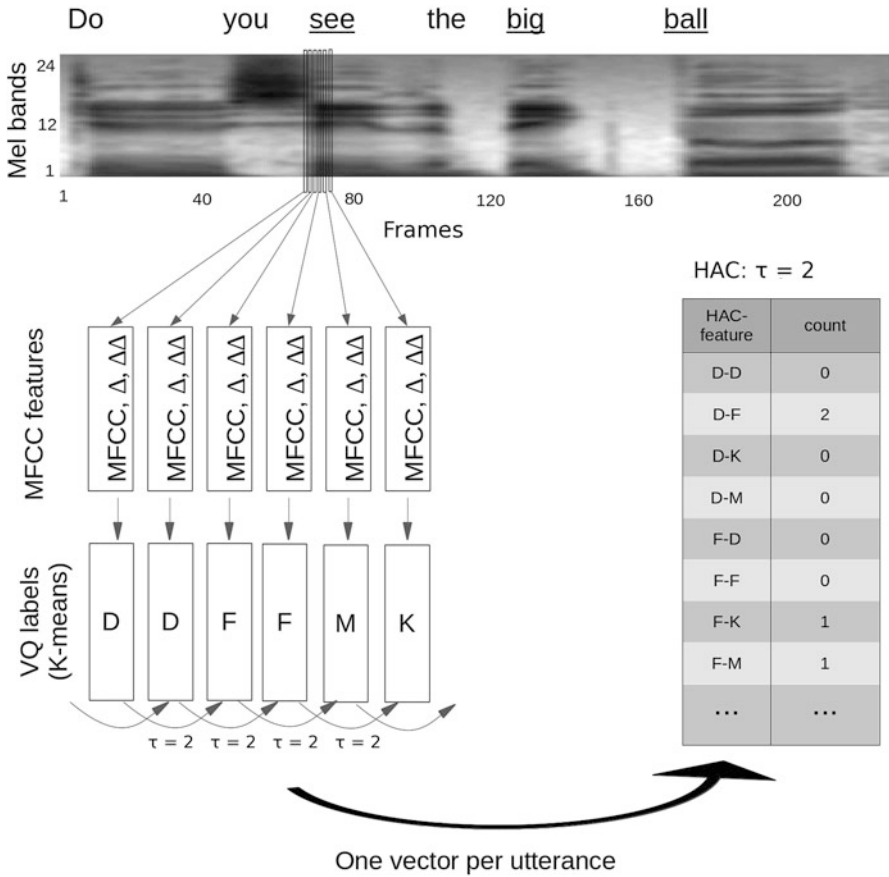 Do you see the big ball
Mel bands
24
12
1
1 40 80 120 160 200
Frames
HAC: τ = 2
MFCC features
MFCC, Δ, ΔΔ
MFCC, Δ, ΔΔ
MFCC, Δ, ΔΔ
MFCC, Δ, ΔΔ
MFCC, Δ, ΔΔ
MFCC, Δ, ΔΔ
VQ labels
(K-means)
D D F F M K
τ = 2 τ = 2 τ = 2 τ = 2
HAC-
feature count
D-D 0
D-F 2
D-K 0
D-M 0
F-D 0
F-F 0
F-K 1
F-M 1
... ...
One vector per utterance